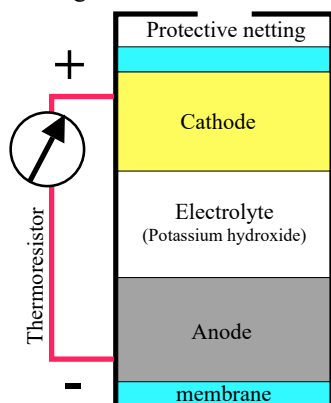 Protective netting
+
Cathode
Electrolyte
(Potassium hydroxide)
Thermoresistor
Anode
-
membrane